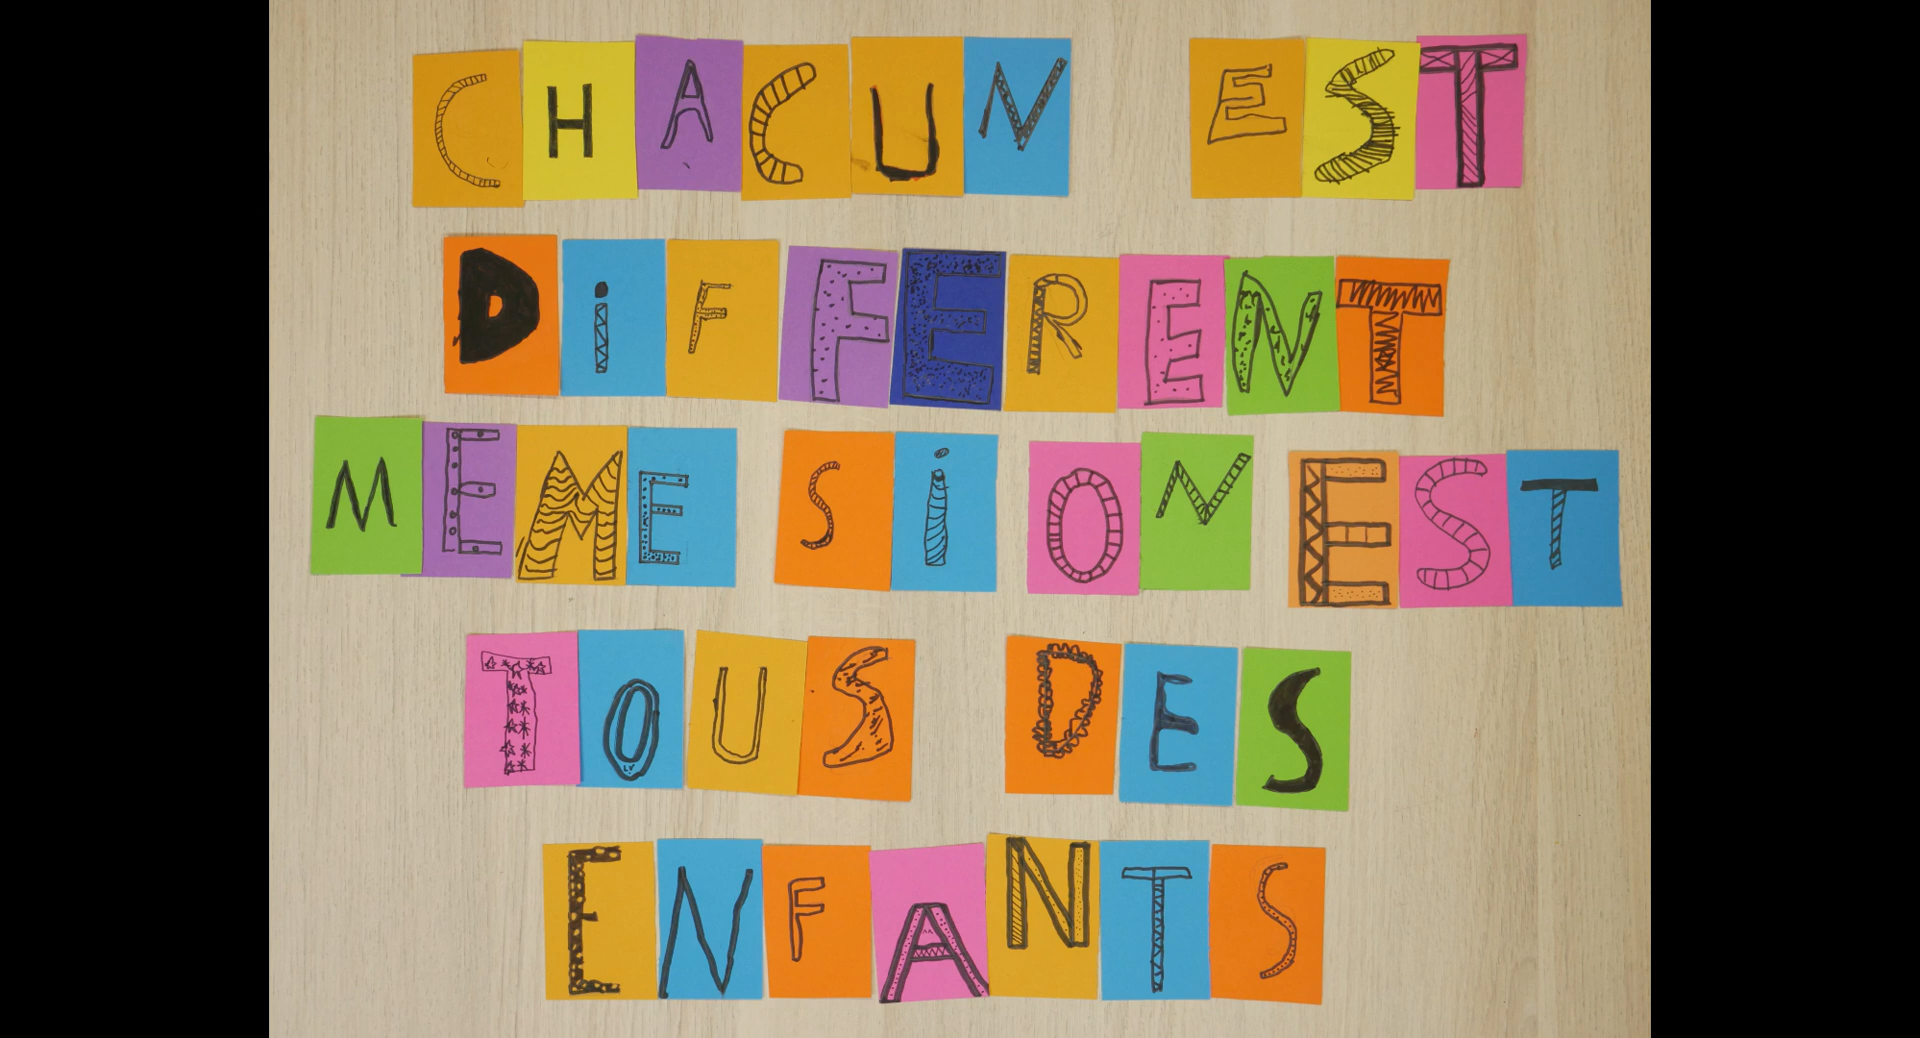 CHACUN EST
DiFFERENT
MEME Si ON EST
TOUS DES
ENFANTS